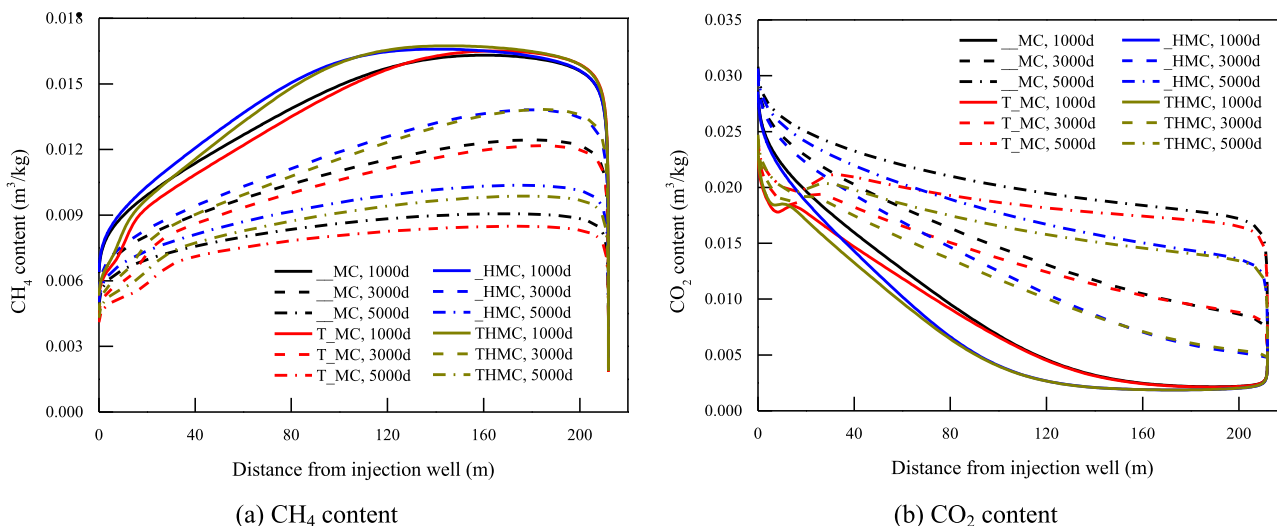 0.018
0.015
0.012
0.009
0.006
0.003
0.000
CH4 content (m3/kg)
__MC, 1000d
__MC, 3000d
__MC, 5000d
T_MC, 1000d
T_MC, 3000d
T_MC, 5000d
_HMC, 1000d
_HMC, 3000d
_HMC, 5000d
THMC, 1000d
THMC, 3000d
THMC, 5000d
0 40 80 120 160 200
Distance from injection well (m)
(a) CH4 content
0.035
0.030
0.025
0.020
0.015
0.010
0.005
0.000
CO2 content (m3/kg)
__MC, 1000d
__MC, 3000d
__MC, 5000d
T_MC, 1000d
T_MC, 3000d
T_MC, 5000d
_HMC, 1000d
_HMC, 3000d
_HMC, 5000d
THMC, 1000d
THMC, 3000d
THMC, 5000d
0 40 80 120 160 200
Distance from injection well (m)
(b) CO2 content